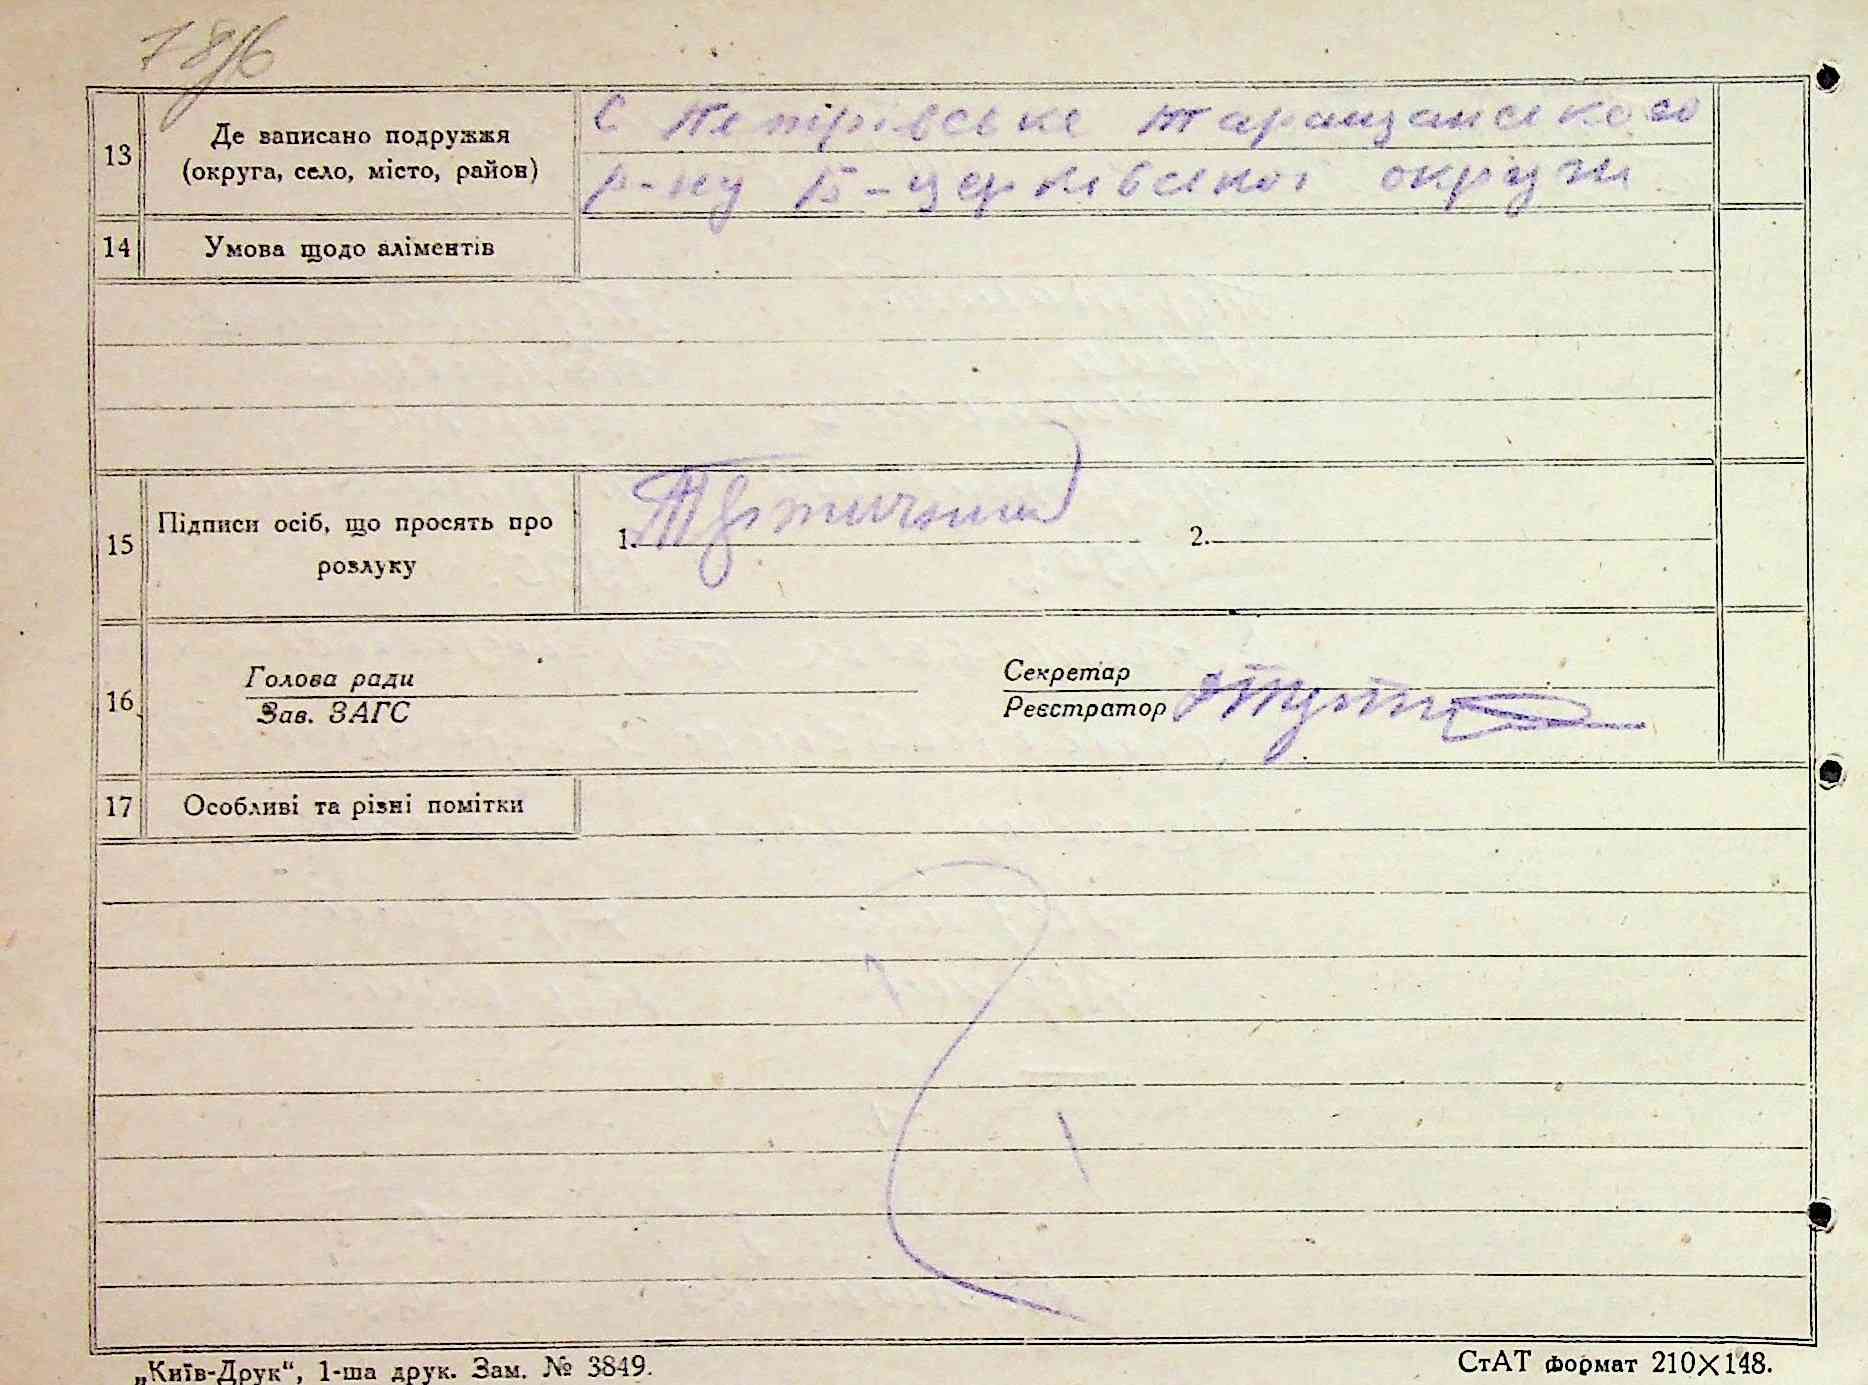 13
Де записано подружжя
(округа, село, місто, район)
С Петрівське Таращанського
р-ну Б-церківської округи
14
Умова щодо аліментів
15
Підписи осіб, що просять про
розлуку
1.
2.
16
Голова ради
Зав. ЗАГС
Секретар
Реєстратор
17
Особливі та різні помітки
„Київ-Друк“, 1-ша друк. Зам. № 3849.
СтАТ формат 210×148.